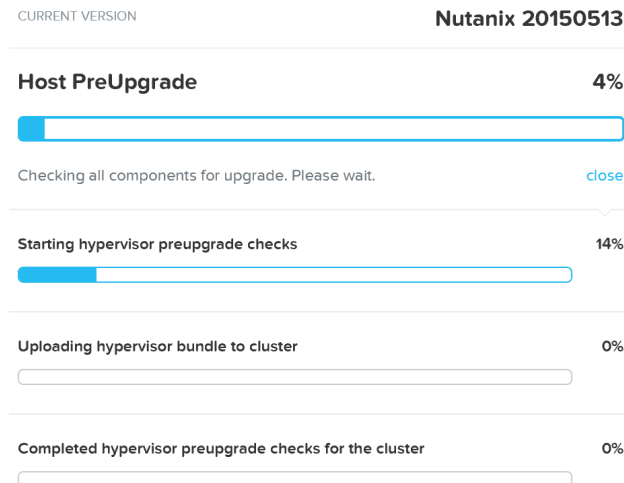 CURRENT VERSION Nutanix 20150513
Host PreUpgrade 4%
Checking all components for upgrade. Please wait. close
Starting hypervisor preupgrade checks 14%
Uploading hypervisor bundle to cluster 0%
Completed hypervisor preupgrade checks for the cluster 0%